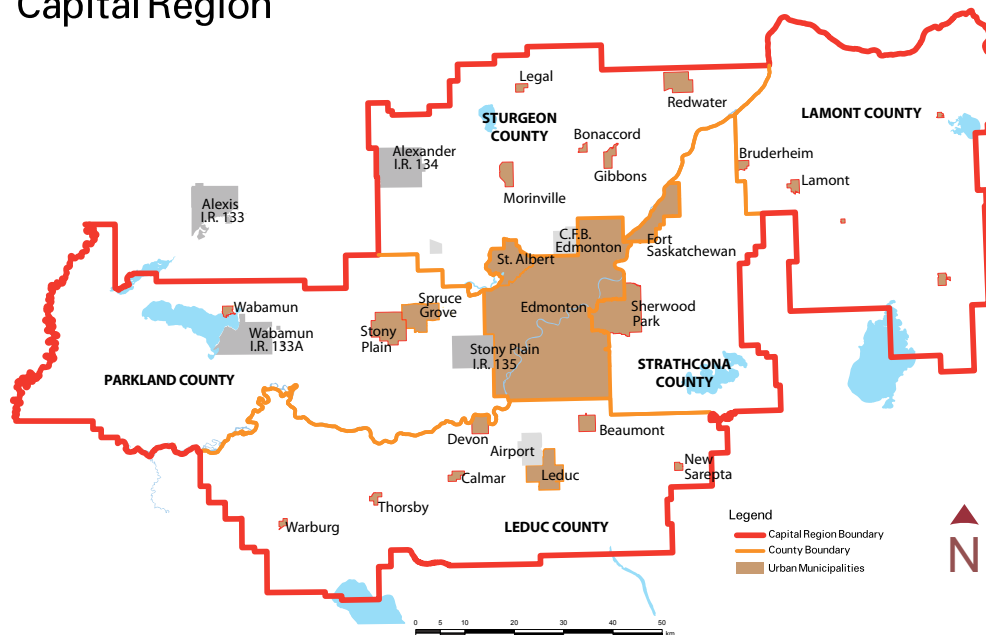 Capital Region
Legal
Redwater
STURGEON
COUNTY
LAMONT COUNTY
Bonaccord
Alexander
I.R. 134
Bruderheim
Gibbons
Lamont
Morinville
Alexis
I.R. 133
C.F.B.
Edmonton
Fort
Saskatchewan
St. Albert
Spruce
Grove
Wabamun
Edmonton
Sherwood
Park
Stony
Plain
Wabamun
I.R. 133A
Stony Plain
I.R. 135
STRATHCONA
COUNTY
PARKLAND COUNTY
Devon
Beaumont
Airport
New
Sarepta
Calmar
Leduc
Thorsby
Warburg
LEDUC COUNTY
Legend
Capital Region Boundary
County Boundary
Urban Municipalities
N
0 5 10 20 30 40 50
km